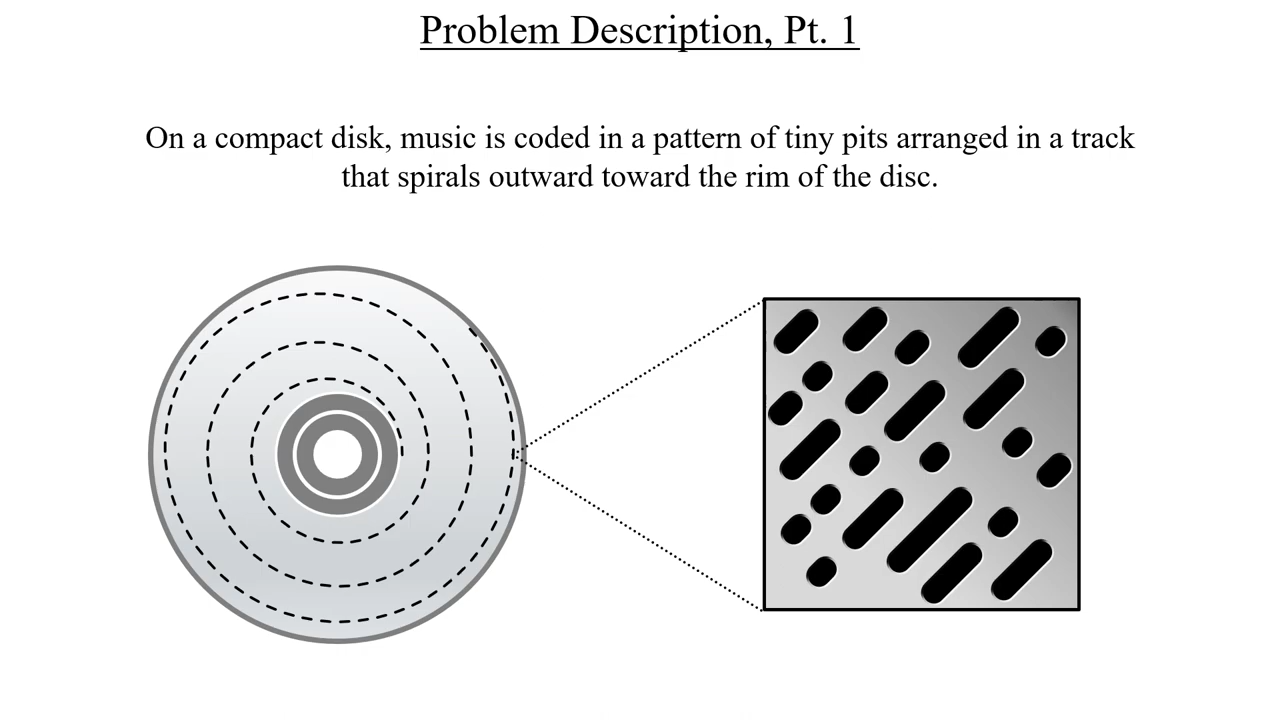 Problem Description, Pt. 1
On a compact disk, music is coded in a pattern of tiny pits arranged in a track
that spirals outward toward the rim of the disc.